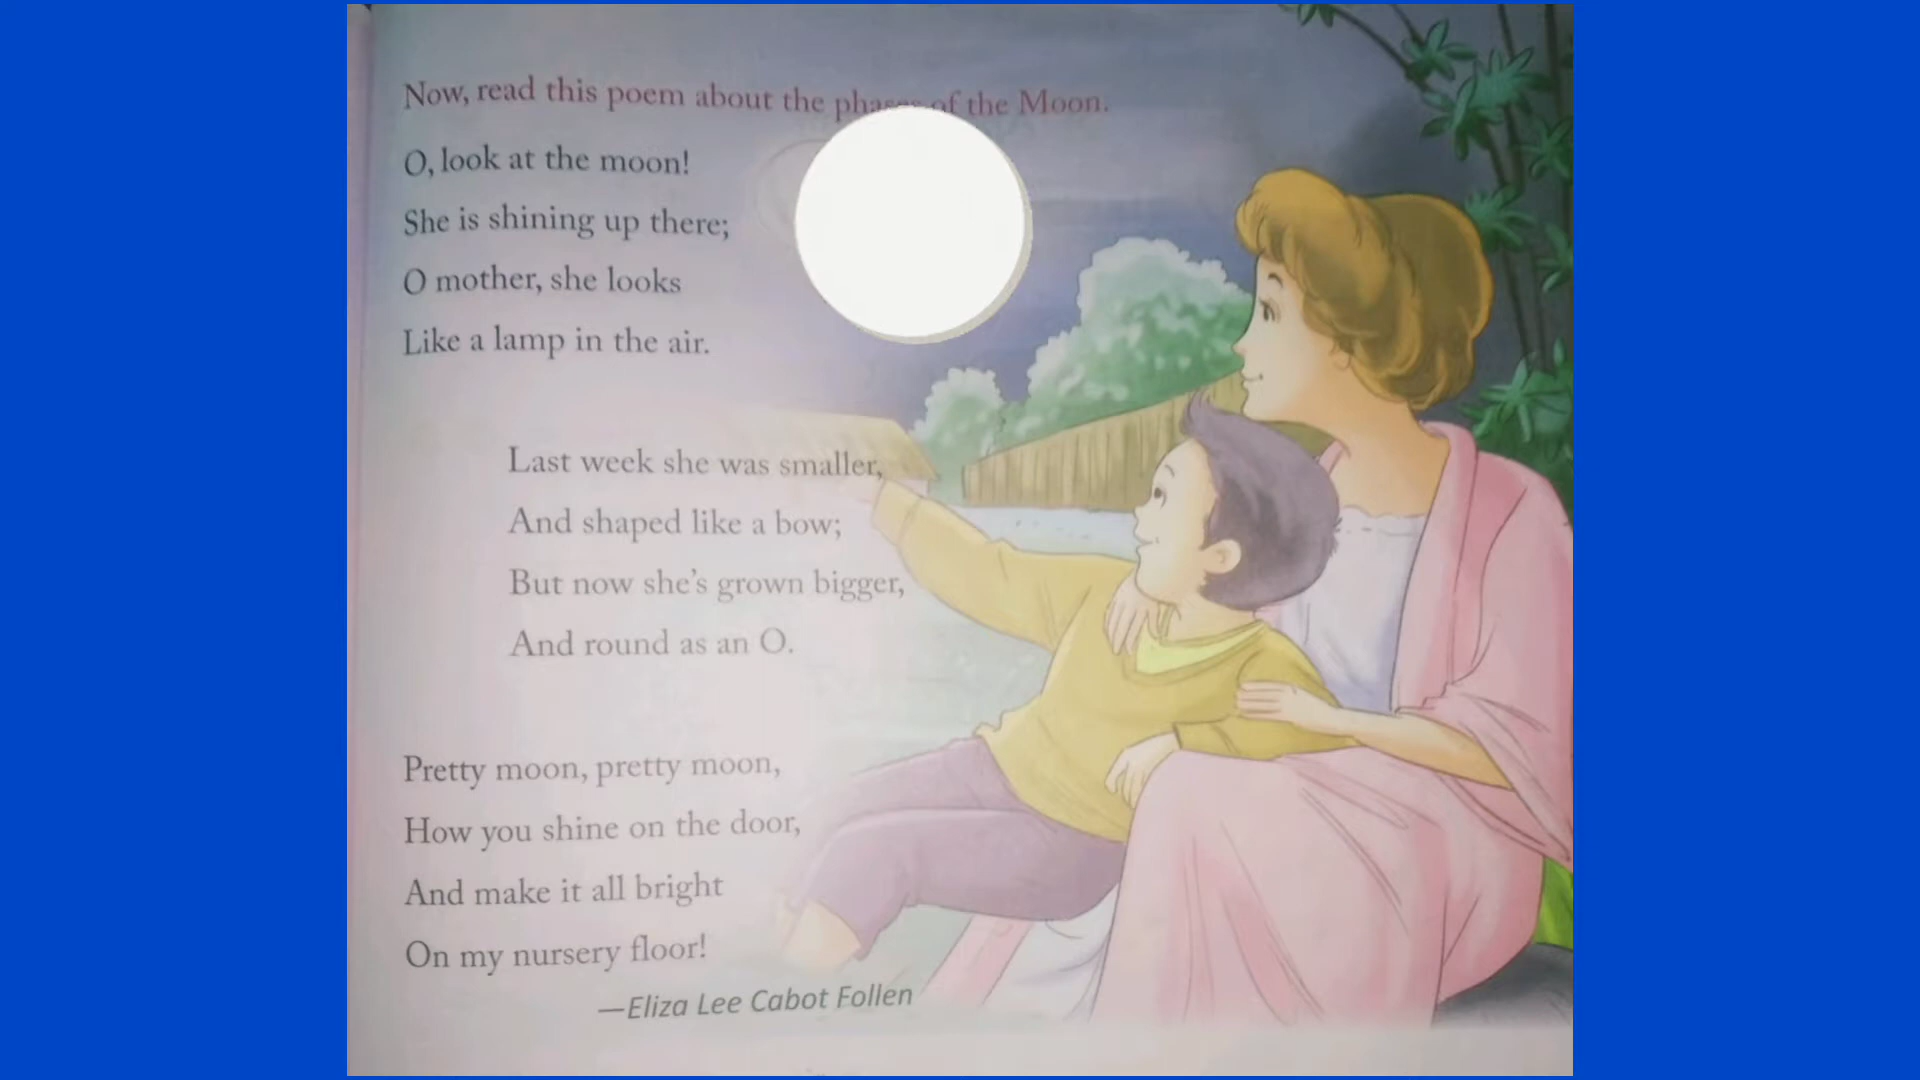 Now, read this poem about the phases of the Moon.
O, look at the moon!
She is shining up there;
O mother, she looks
Like a lamp in the air.
Last week she was smaller,
And shaped like a bow;
But now she's grown bigger,
And round as an O.
Pretty moon, pretty moon,
How you shine on the door,
And make it all bright
On my nursery floor!
—Eliza Lee Cabot Follen